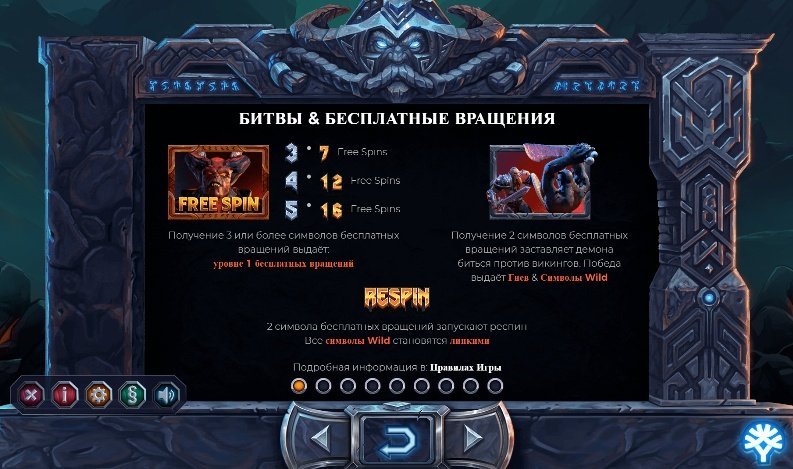 БИТВЫ & БЕСПЛАТНЫЕ ВРАЩЕНИЯ
FREE SPIN
3 • 7 Free Spins
4 • 12 Free Spins
5 • 16 Free Spins
Получение 3 или более символов бесплатных
вращений выдаёт:
уровне 1 бесплатных вращений
Получение 2 символов бесплатных
вращений заставляет демона
биться против викингов. Победа
выдаёт Гнев & Символы Wild
RESPIN
2 символа бесплатных вращений запускают респин
Все символы Wild становятся липкими
Подробная информация в: Правилах Игры